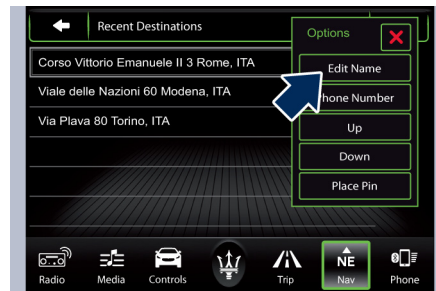 Recent Destinations
Options
Corso Vittorio Emanuele II 3 Rome, ITA
Edit Name
Viale delle Nazioni 60 Modena, ITA
Phone Number
Via Plava 80 Torino, ITA
Up
Down
Place Pin
NE
Radio
Media
Controls
Trip
Nav
Phone